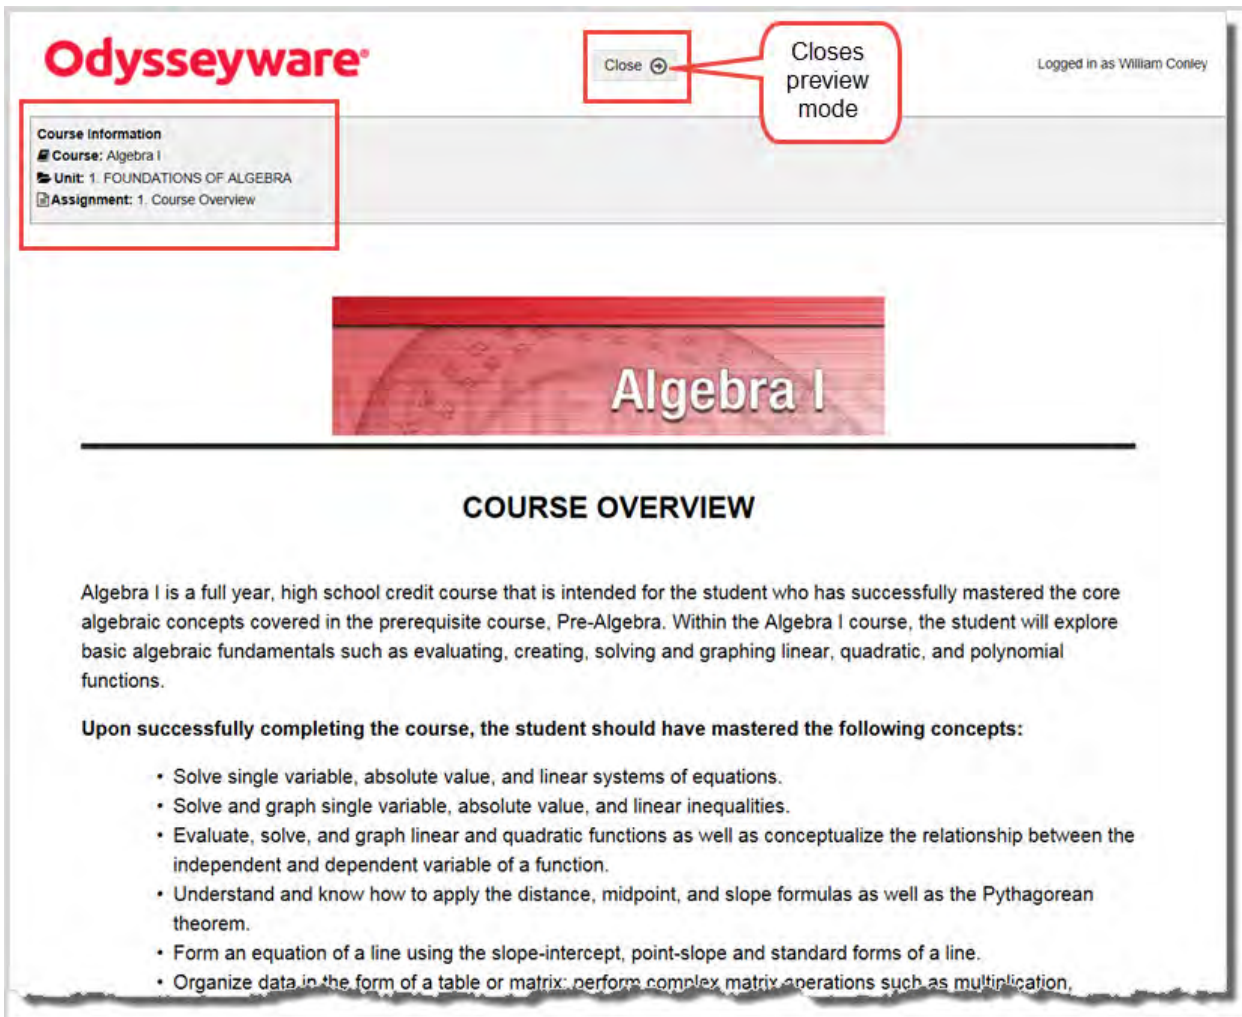 Odysseyware®
Close
Closes
preview
mode
Logged in as William Conley
Course Information
Course: Algebra I
Unit: 1. FOUNDATIONS OF ALGEBRA
Assignment: 1. Course Overview
Algebra I
COURSE OVERVIEW
Algebra I is a full year, high school credit course that is intended for the student who has successfully mastered the core
algebraic concepts covered in the prerequisite course, Pre-Algebra. Within the Algebra I course, the student will explore
basic algebraic fundamentals such as evaluating, creating, solving and graphing linear, quadratic, and polynomial
functions.
Upon successfully completing the course, the student should have mastered the following concepts:
• Solve single variable, absolute value, and linear systems of equations.
• Solve and graph single variable, absolute value, and linear inequalities.
• Evaluate, solve, and graph linear and quadratic functions as well as conceptualize the relationship between the
independent and dependent variable of a function.
• Understand and know how to apply the distance, midpoint, and slope formulas as well as the Pythagorean
theorem.
• Form an equation of a line using the slope-intercept, point-slope and standard forms of a line.
• Organize data in the form of a table or matrix; perform complex matrix operations such as multiplication,